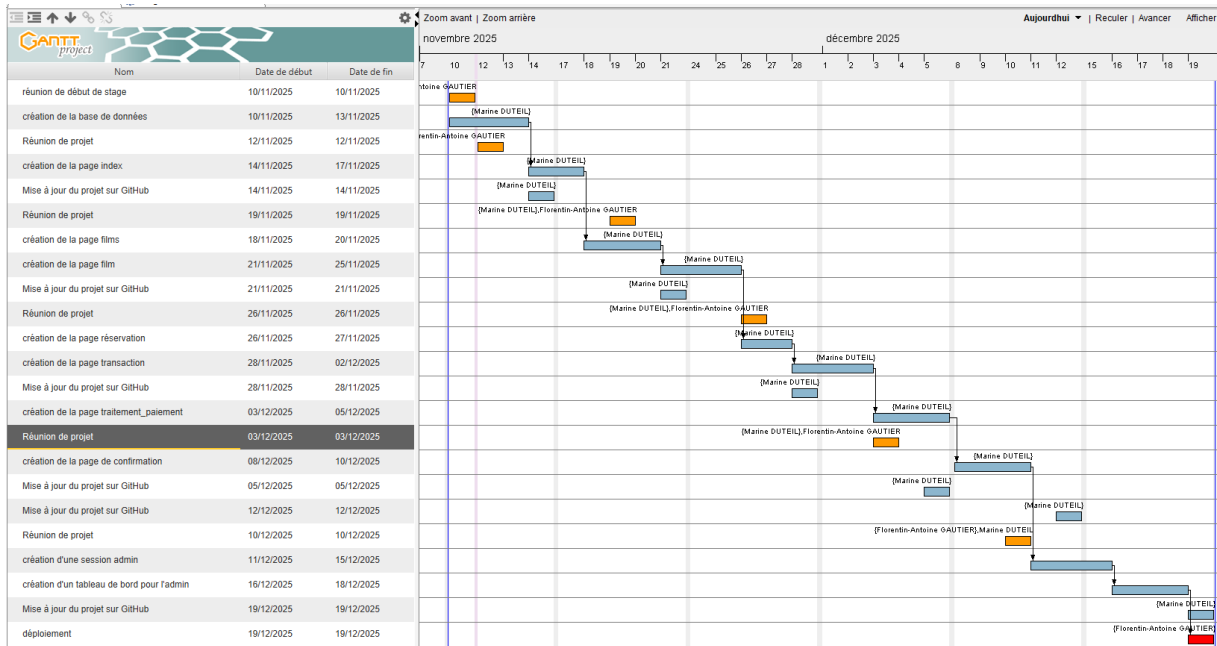 Zoom avant | Zoom arrière
Aujourd'hui ▼ | Reculer | Avancer Afficher
GANTT project
novembre 2025 décembre 2025
7 10 12 13 14 17 18 19 20 21 24 25 26 27 28 1 2 3 4 5 8 9 10 11 12 15 16 17 18 19
Nom Date de début Date de fin
réunion de début de stage 10/11/2025 10/11/2025 ntoine GAUTIER
création de la base de données 10/11/2025 13/11/2025 {Marine DUTEIL}
Réunion de projet 12/11/2025 12/11/2025 rentin-Antoine GAUTIER
création de la page index 14/11/2025 17/11/2025 {Marine DUTEIL}
Mise à jour du projet sur GitHub 14/11/2025 14/11/2025 {Marine DUTEIL}
Réunion de projet 19/11/2025 19/11/2025 {Marine DUTEIL},Florentin-Antoine GAUTIER
création de la page films 18/11/2025 20/11/2025 {Marine DUTEIL}
création de la page film 21/11/2025 25/11/2025 {Marine DUTEIL}
Mise à jour du projet sur GitHub 21/11/2025 21/11/2025 {Marine DUTEIL}
Réunion de projet 26/11/2025 26/11/2025 {Marine DUTEIL},Florentin-Antoine GAUTIER
création de la page réservation 26/11/2025 27/11/2025 {Marine DUTEIL}
création de la page transaction 28/11/2025 02/12/2025 {Marine DUTEIL}
Mise à jour du projet sur GitHub 28/11/2025 28/11/2025 {Marine DUTEIL}
création de la page traitement_paiement 03/12/2025 05/12/2025 {Marine DUTEIL}
Réunion de projet 03/12/2025 03/12/2025 {Marine DUTEIL},Florentin-Antoine GAUTIER
création de la page de confirmation 08/12/2025 10/12/2025 {Marine DUTEIL}
Mise à jour du projet sur GitHub 05/12/2025 05/12/2025 {Marine DUTEIL}
Mise à jour du projet sur GitHub 12/12/2025 12/12/2025 {Marine DUTEIL}
Réunion de projet 10/12/2025 10/12/2025 {Florentin-Antoine GAUTIER},Marine DUTEIL
création d'une session admin 11/12/2025 15/12/2025
création d'un tableau de bord pour l'admin 16/12/2025 18/12/2025
Mise à jour du projet sur GitHub 19/12/2025 19/12/2025 {Marine DUTEIL}
déploiement 19/12/2025 19/12/2025 {Florentin-Antoine GAUTIER}